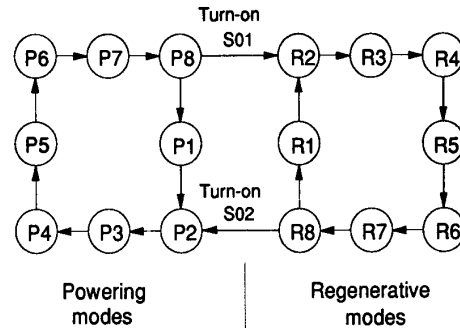 Turn-on
S01
P6 P7 P8 R2 R3 R4
P5 P1 R1 R5
Turn-on
S02
P4 P3 P2 R8 R7 R6
Powering
modes
Regenerative
modes